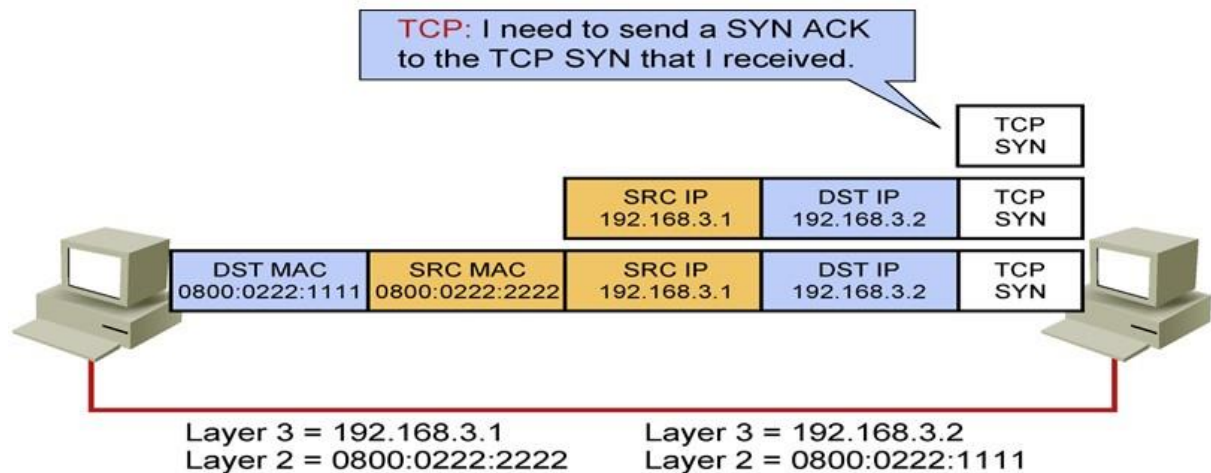 TCP: I need to send a SYN ACK
to the TCP SYN that I received.
TCP
SYN
SRC IP
192.168.3.1
DST IP
192.168.3.2
TCP
SYN
DST MAC
0800:0222:1111
SRC MAC
0800:0222:2222
SRC IP
192.168.3.1
DST IP
192.168.3.2
TCP
SYN
Layer 3 = 192.168.3.1
Layer 2 = 0800:0222:2222
Layer 3 = 192.168.3.2
Layer 2 = 0800:0222:1111